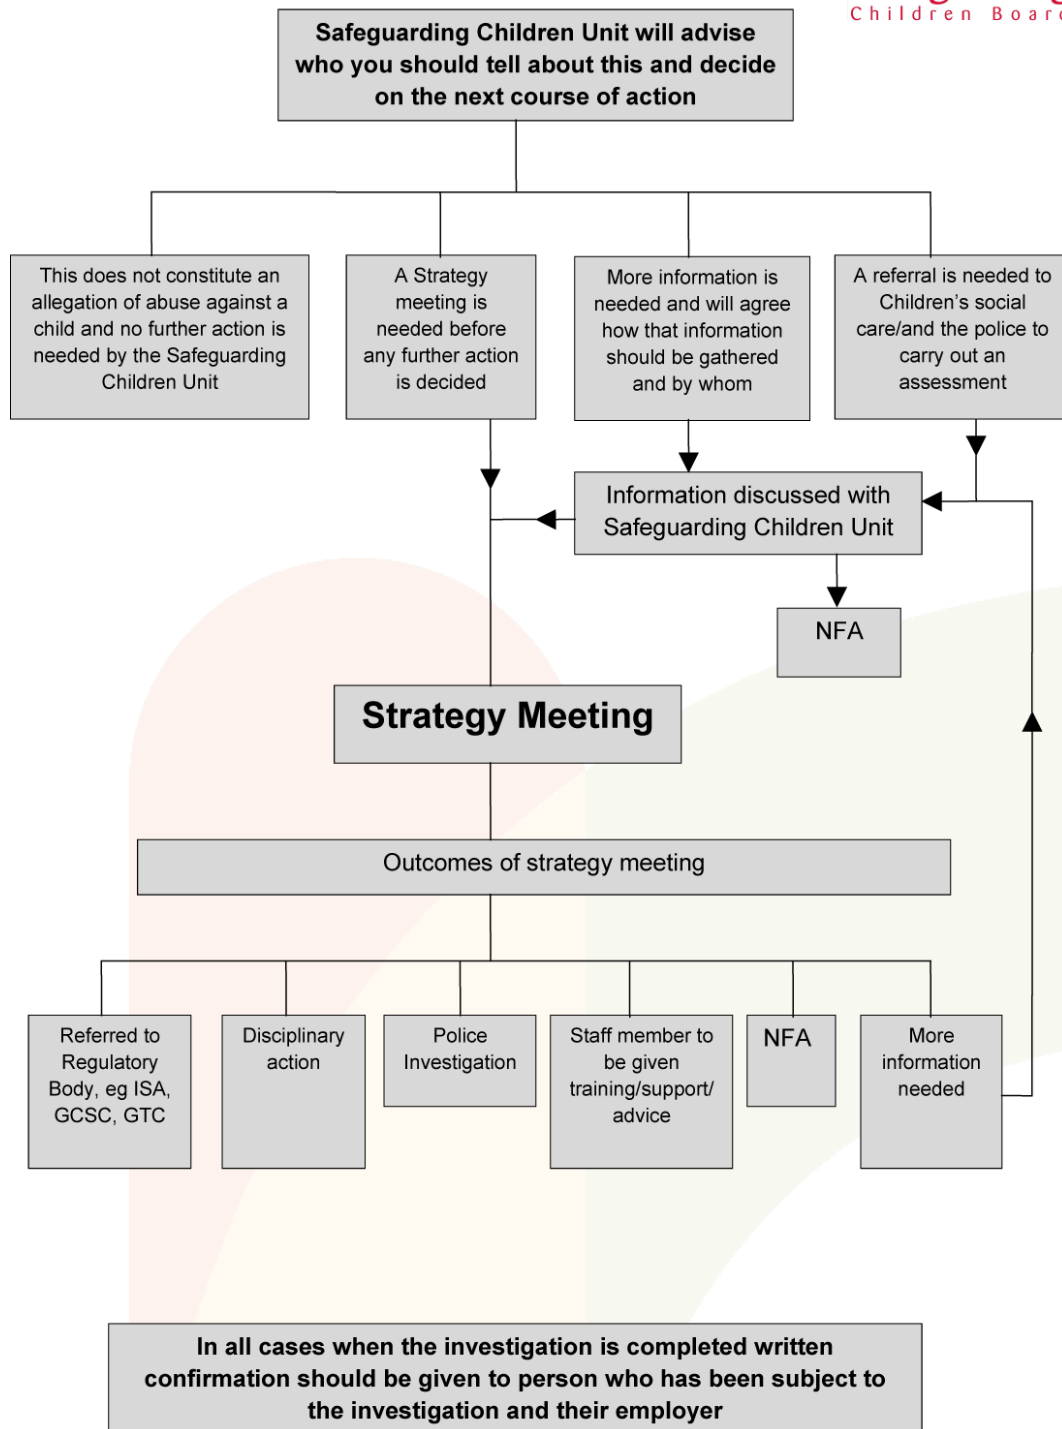 Children Boar
Safeguarding Children Unit will advise
who you should tell about this and decide
on the next course of action
This does not constitute an
allegation of abuse against a
child and no further action is
needed by the Safeguarding
Children Unit
A Strategy
meeting is
needed before
any further action
is decided
More information is
needed and will agree
how that information
should be gathered
and by whom
A referral is needed to
Children’s social
care/and the police to
carry out an
assessment
Information discussed with
Safeguarding Children Unit
NFA
Strategy Meeting
Outcomes of strategy meeting
Referred to
Regulatory
Body, eg ISA,
GCSC, GTC
Disciplinary
action
Police
Investigation
Staff member to
be given
training/support/
advice
NFA
More
information
needed
In all cases when the investigation is completed written
confirmation should be given to person who has been subject to
the investigation and their employer